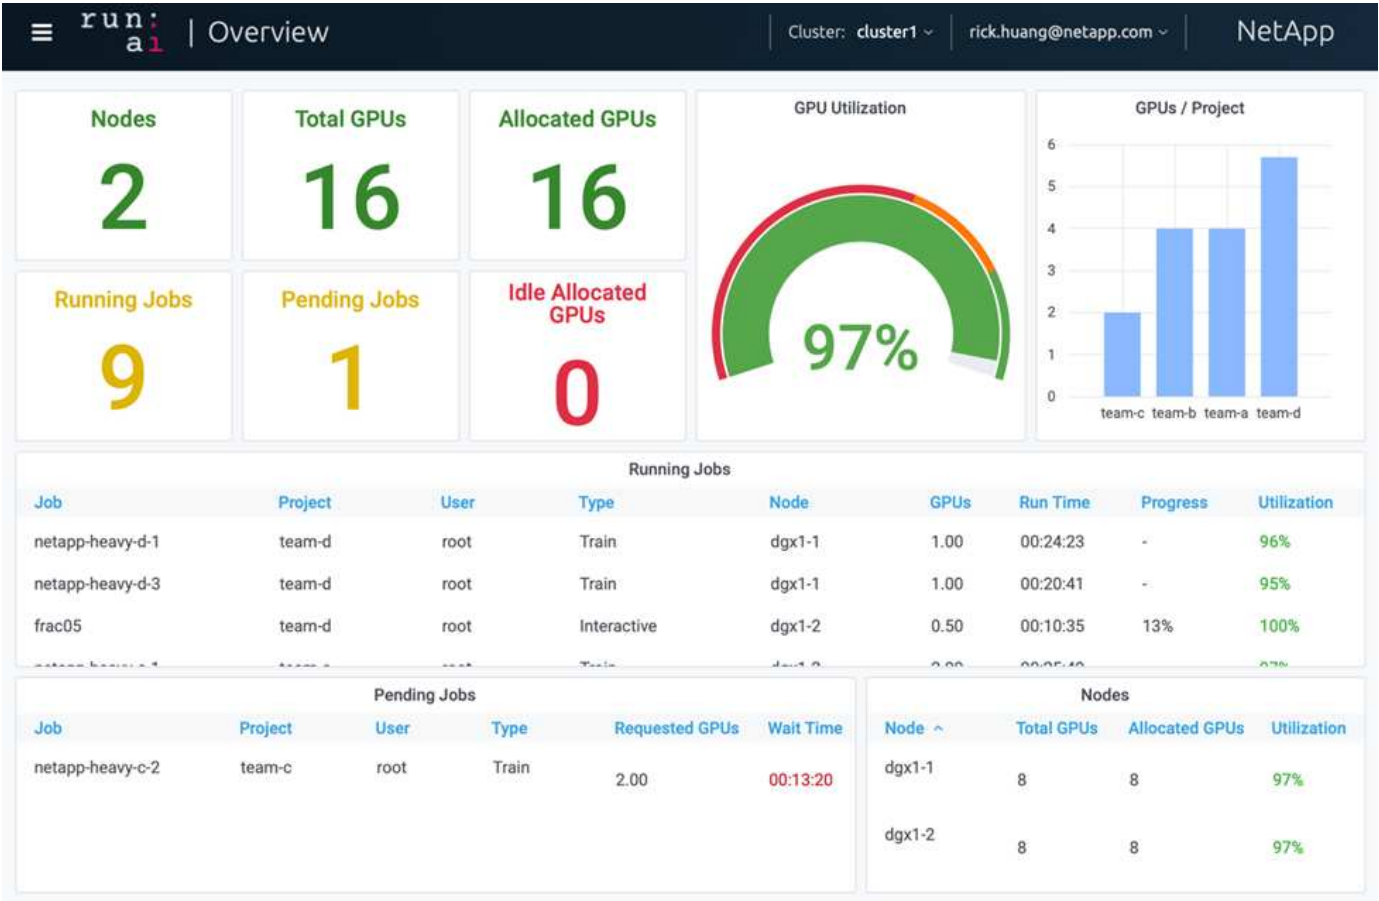 run: | Overview Cluster: cluster1 rick.huang@netapp.com NetApp
ai
Nodes
2
Total GPUs
16
Allocated GPUs
16
Running Jobs
9
Pending Jobs
1
Idle Allocated
GPUs
0
GPU Utilization
97%
GPUs / Project
6
5
4
3
2
1
0
team-c team-b team-a team-d
Running Jobs
Job Project User Type Node GPUs Run Time Progress Utilization
netapp-heavy-d-1 team-d root Train dgx1-1 1.00 00:24:23 - 96%
netapp-heavy-d-3 team-d root Train dgx1-1 1.00 00:20:41 - 95%
frac05 team-d root Interactive dgx1-2 0.50 00:10:35 13% 100%
Pending Jobs
Job Project User Type Requested GPUs Wait Time
netapp-heavy-c-2 team-c root Train 2.00 00:13:20
Nodes
Node Total GPUs Allocated GPUs Utilization
dgx1-1 8 8 97%
dgx1-2 8 8 97%